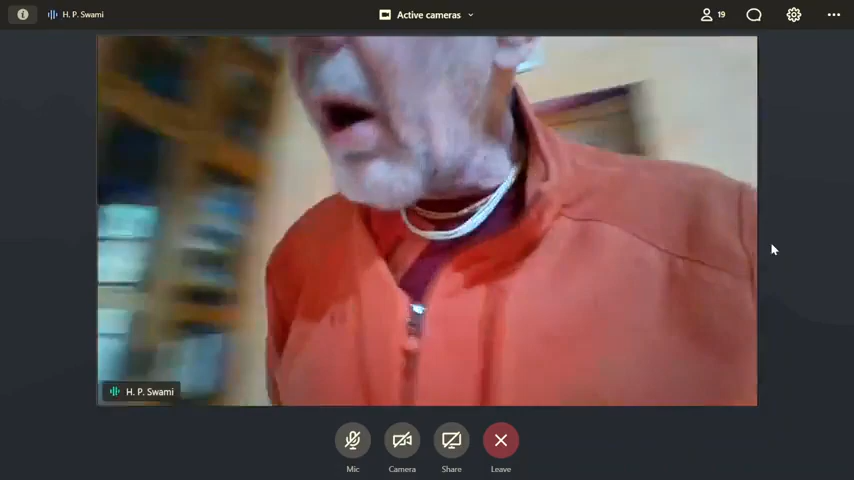 H. P. Swami
Active cameras
19
H. P. Swami
Mic
Camera
Share
Leave